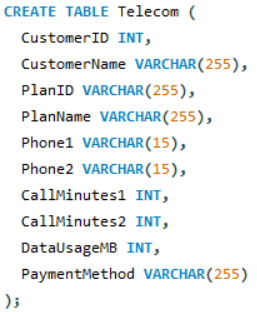 CREATE TABLE Telecom (
CustomerID INT,
CustomerName VARCHAR(255),
PlanID VARCHAR(255),
PlanName VARCHAR(255),
Phone1 VARCHAR(15),
Phone2 VARCHAR(15),
CallMinutes1 INT,
CallMinutes2 INT,
DataUsageMB INT,
PaymentMethod VARCHAR(255)
);